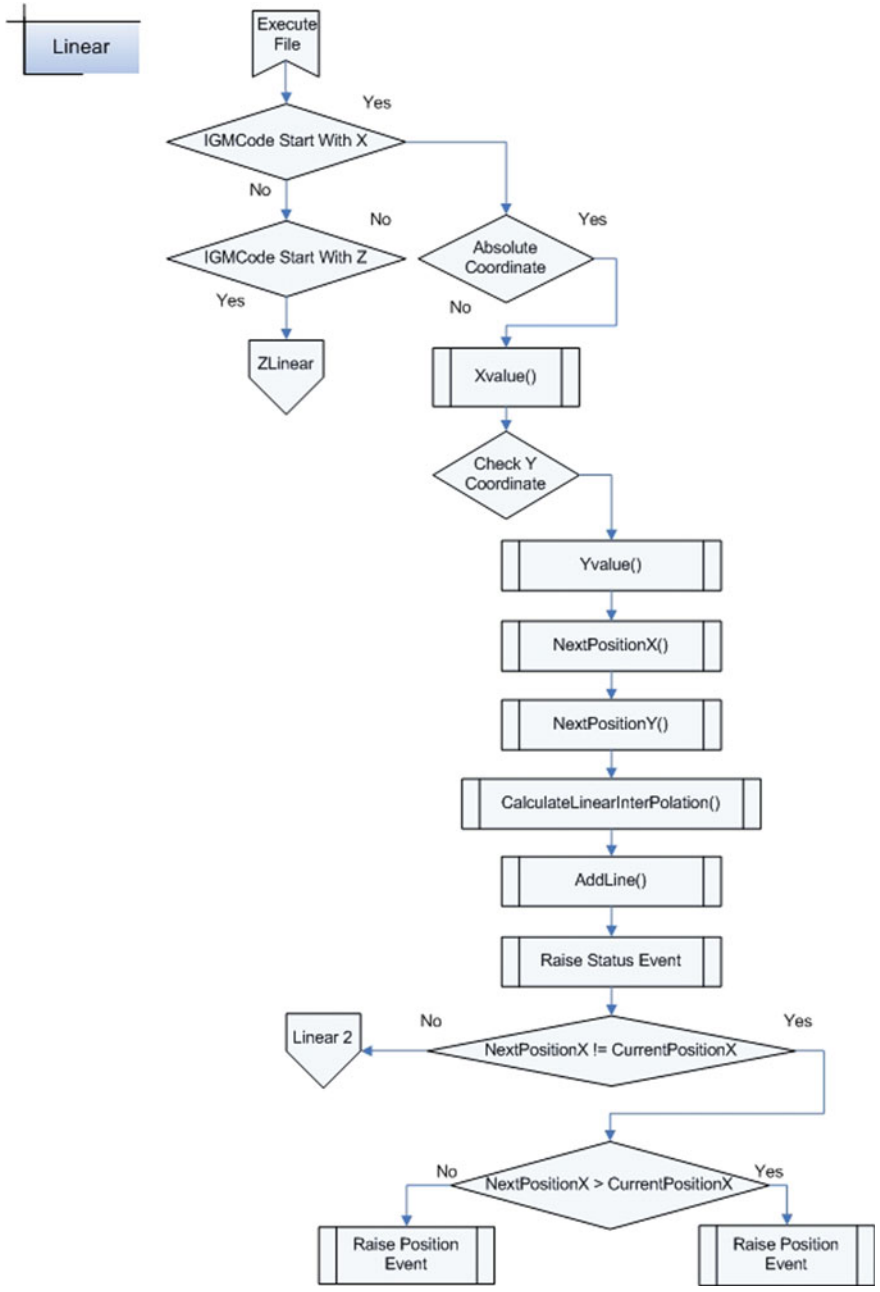 Linear
Execute
File
Yes
IGMCode Start With X
No
No
Yes
IGMCode Start With Z
Absolute
Coordinate
Yes
No
ZLinear
Xvalue()
Check Y
Coordinate
Yvalue()
NextPositionX()
NextPositionY()
CalculateLinearInterPolation()
AddLine()
Raise Status Event
No
Yes
Linear 2
NextPositionX != CurrentPositionX
No
Yes
NextPositionX > CurrentPositionX
Raise Position
Event
Raise Position
Event